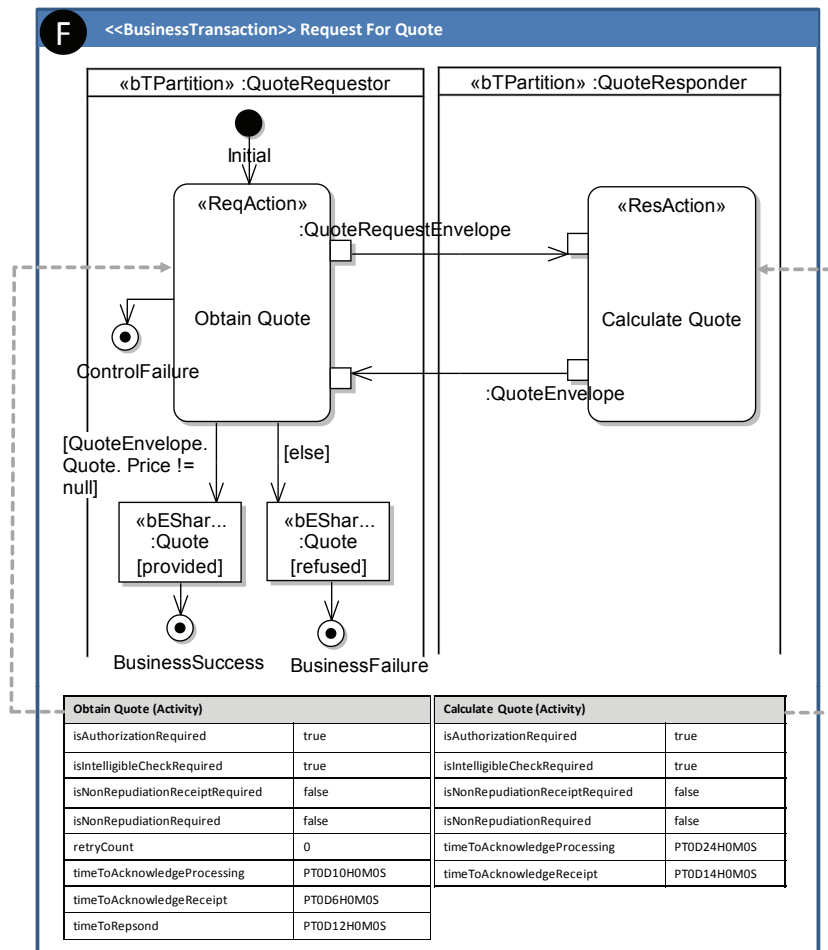 F
<<BusinessTransaction>> Request For Quote
«bTPartition» :QuoteRequestor
«bTPartition» :QuoteResponder
Initial
«ReqAction»
Obtain Quote
:QuoteRequestEnvelope
«ResAction»
Calculate Quote
:QuoteEnvelope
ControlFailure
[QuoteEnvelope.
Quote. Price !=
null]
[else]
«bEShar...
:Quote
[provided]
«bEShar...
:Quote
[refused]
BusinessSuccess
BusinessFailure
Obtain Quote (Activity)
isAuthorizationRequired true
isIntelligibleCheckRequired true
isNonRepudiationReceiptRequired false
isNonRepudiationRequired false
retryCount 0
timeToAcknowledgeProcessing PT0D10H0M0S
timeToAcknowledgeReceipt PT0D6H0M0S
timeToRepsond PT0D12H0M0S
Calculate Quote (Activity)
isAuthorizationRequired true
isIntelligibleCheckRequired true
isNonRepudiationReceiptRequired false
isNonRepudiationRequired false
timeToAcknowledgeProcessing PT0D24H0M0S
timeToAcknowledgeReceipt PT0D14H0M0S